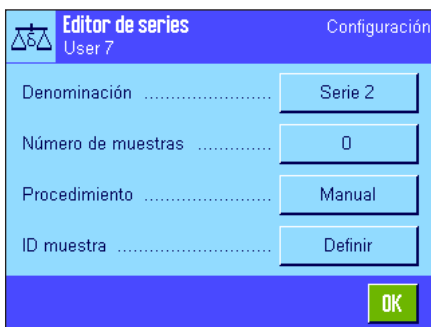 Editor de series
Configuración
User 7
Denominación ........................ Serie 2
Número de muestras .............. 0
Procedimiento ........................ Manual
ID muestra ............................. Definir
OK